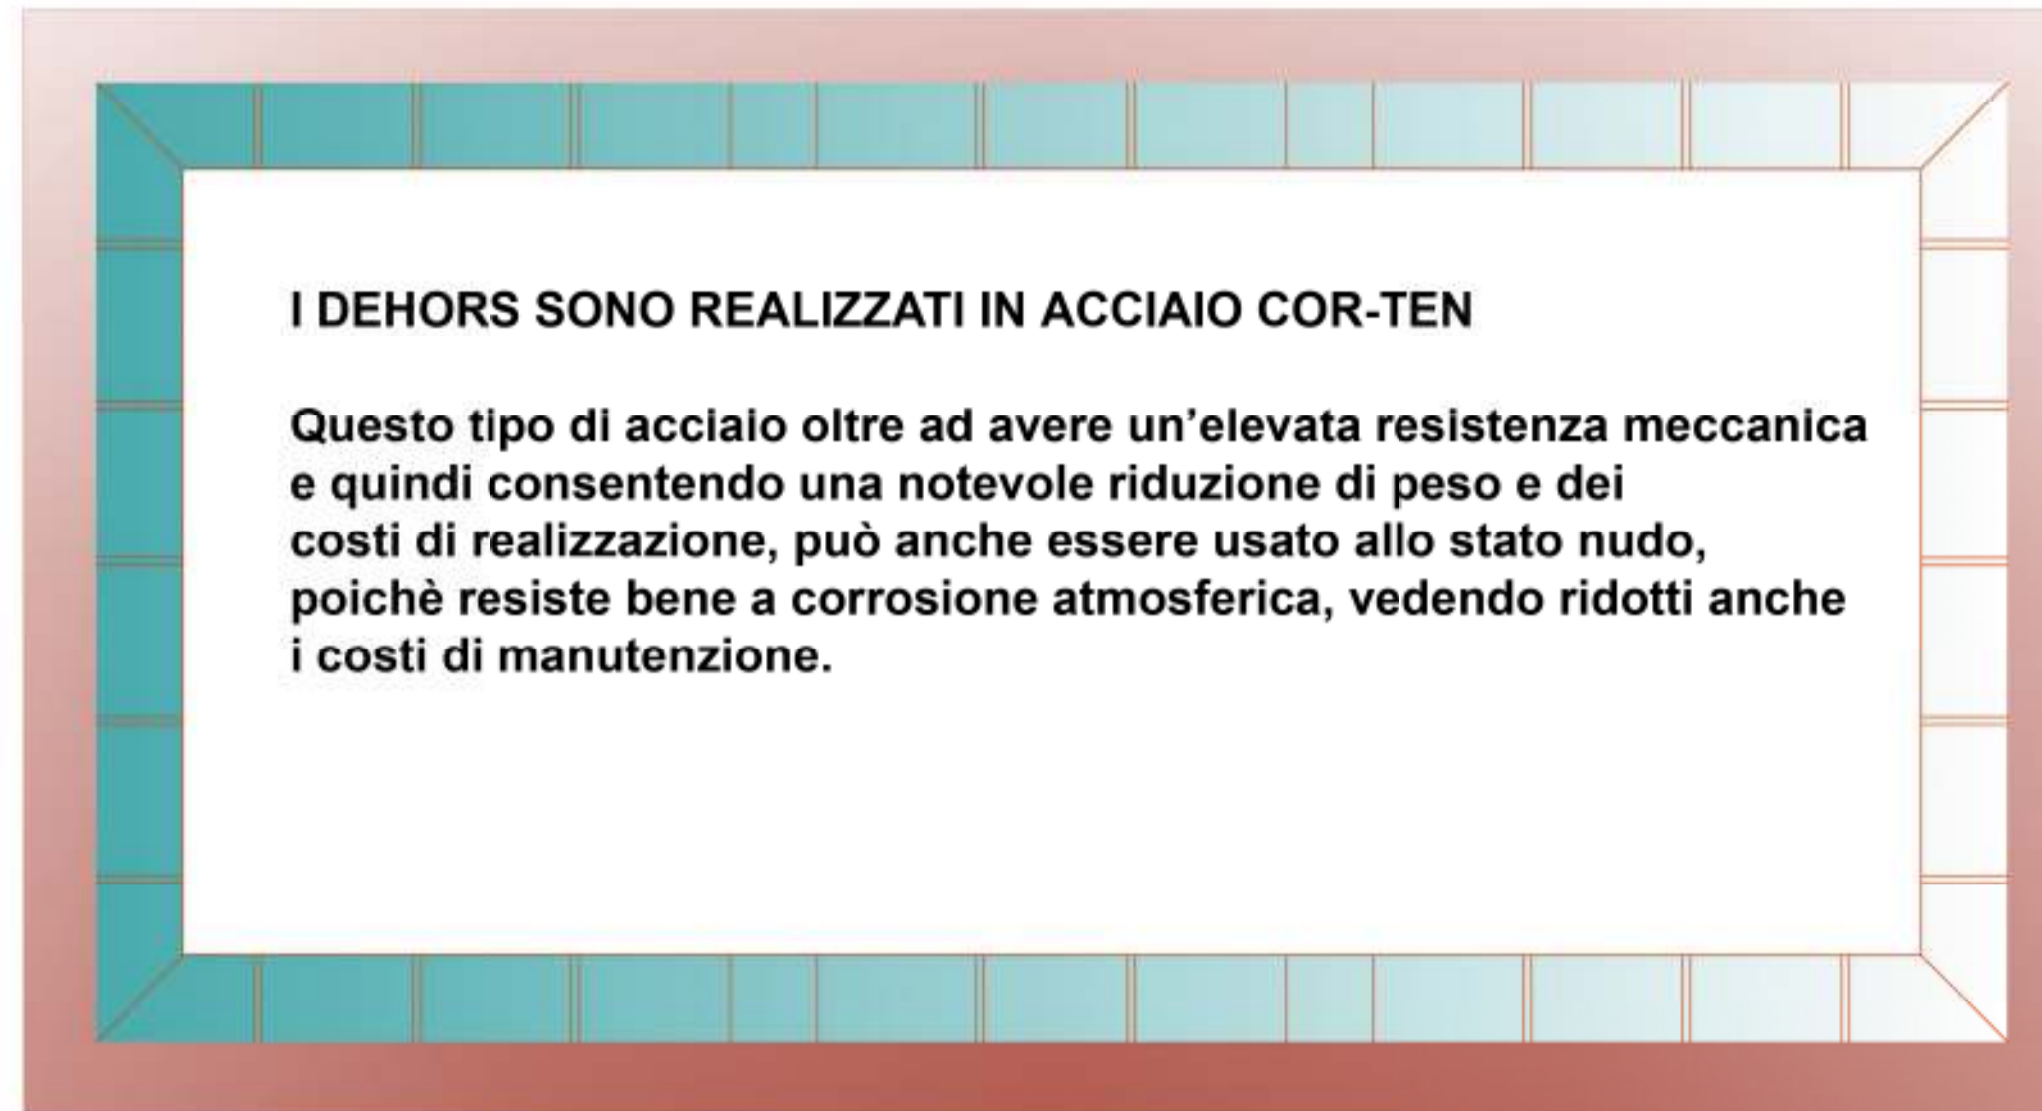 I DEHORS SONO REALIZZATI IN ACCIAIO COR-TEN
Questo tipo di acciaio oltre ad avere un’elevata resistenza meccanica
e quindi consentendo una notevole riduzione di peso e dei
costi di realizzazione, può anche essere usato allo stato nudo,
poichè resiste bene a corrosione atmosferica, vedendo ridotti anche
i costi di manutenzione.